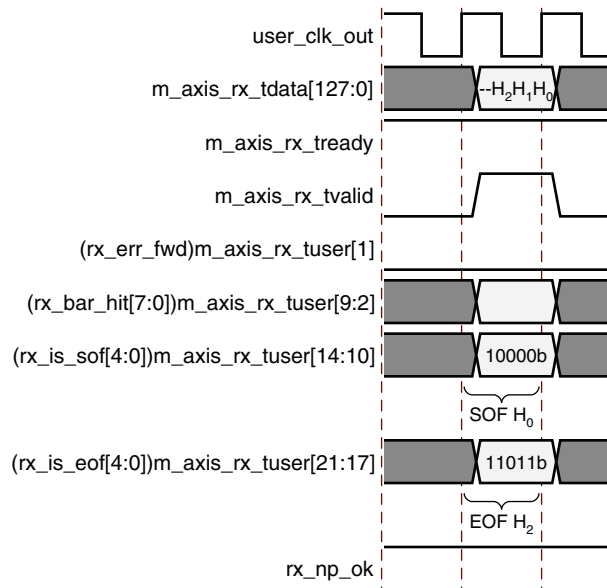 user_clk_out
m_axis_rx_tdata[127:0]
--H2H1H0
m_axis_rx_tready
m_axis_rx_tvalid
(rx_err_fwd)m_axis_rx_tuser[1]
(rx_bar_hit[7:0])m_axis_rx_tuser[9:2]
(rx_is_sof[4:0])m_axis_rx_tuser[14:10]
10000b
SOF H0
(rx_is_eof[4:0])m_axis_rx_tuser[21:17]
11011b
EOF H2
rx_np_ok